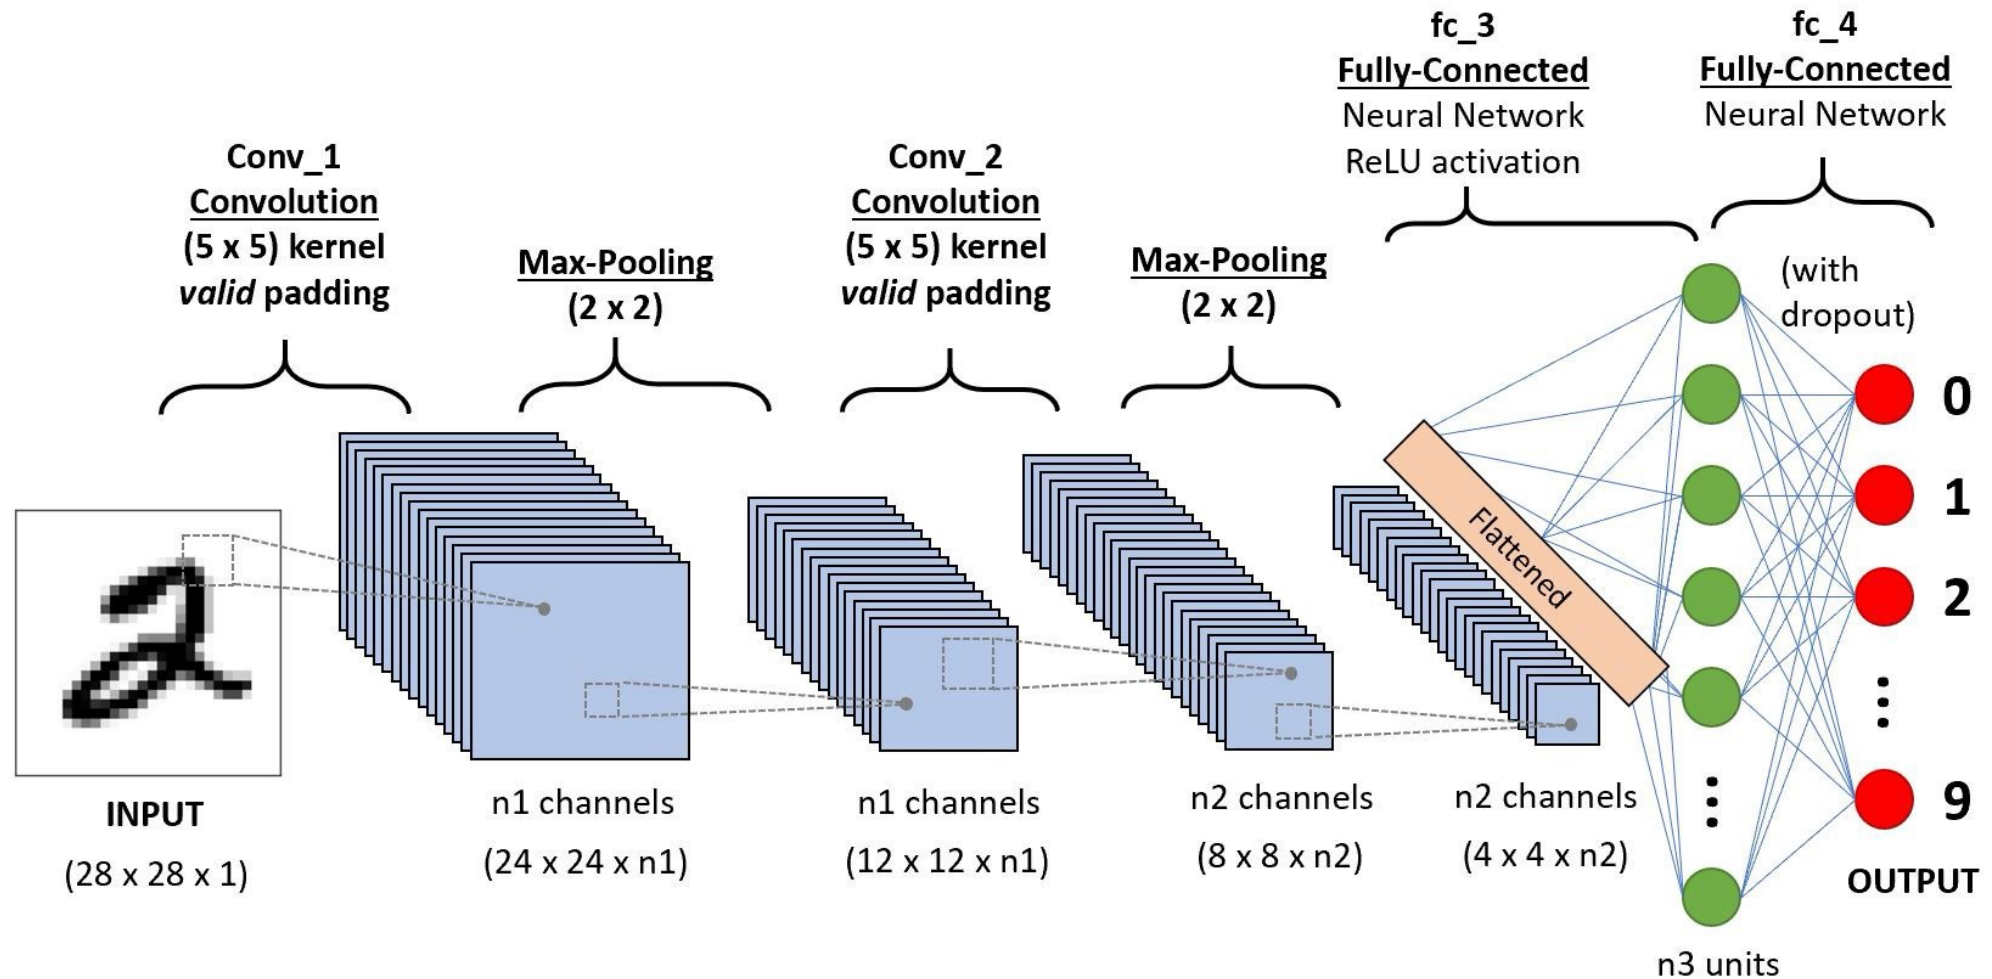 Conv_1
Convolution
(5 x 5) kernel
valid padding
Max-Pooling
(2 x 2)
Conv_2
Convolution
(5 x 5) kernel
valid padding
Max-Pooling
(2 x 2)
fc_3
Fully-Connected
Neural Network
ReLU activation
fc_4
Fully-Connected
Neural Network
(with
dropout)
Flattened
0
1
2
9
INPUT
(28 x 28 x 1)
n1 channels
(24 x 24 x n1)
n1 channels
(12 x 12 x n1)
n2 channels
(8 x 8 x n2)
n2 channels
(4 x 4 x n2)
n3 units
OUTPUT
2